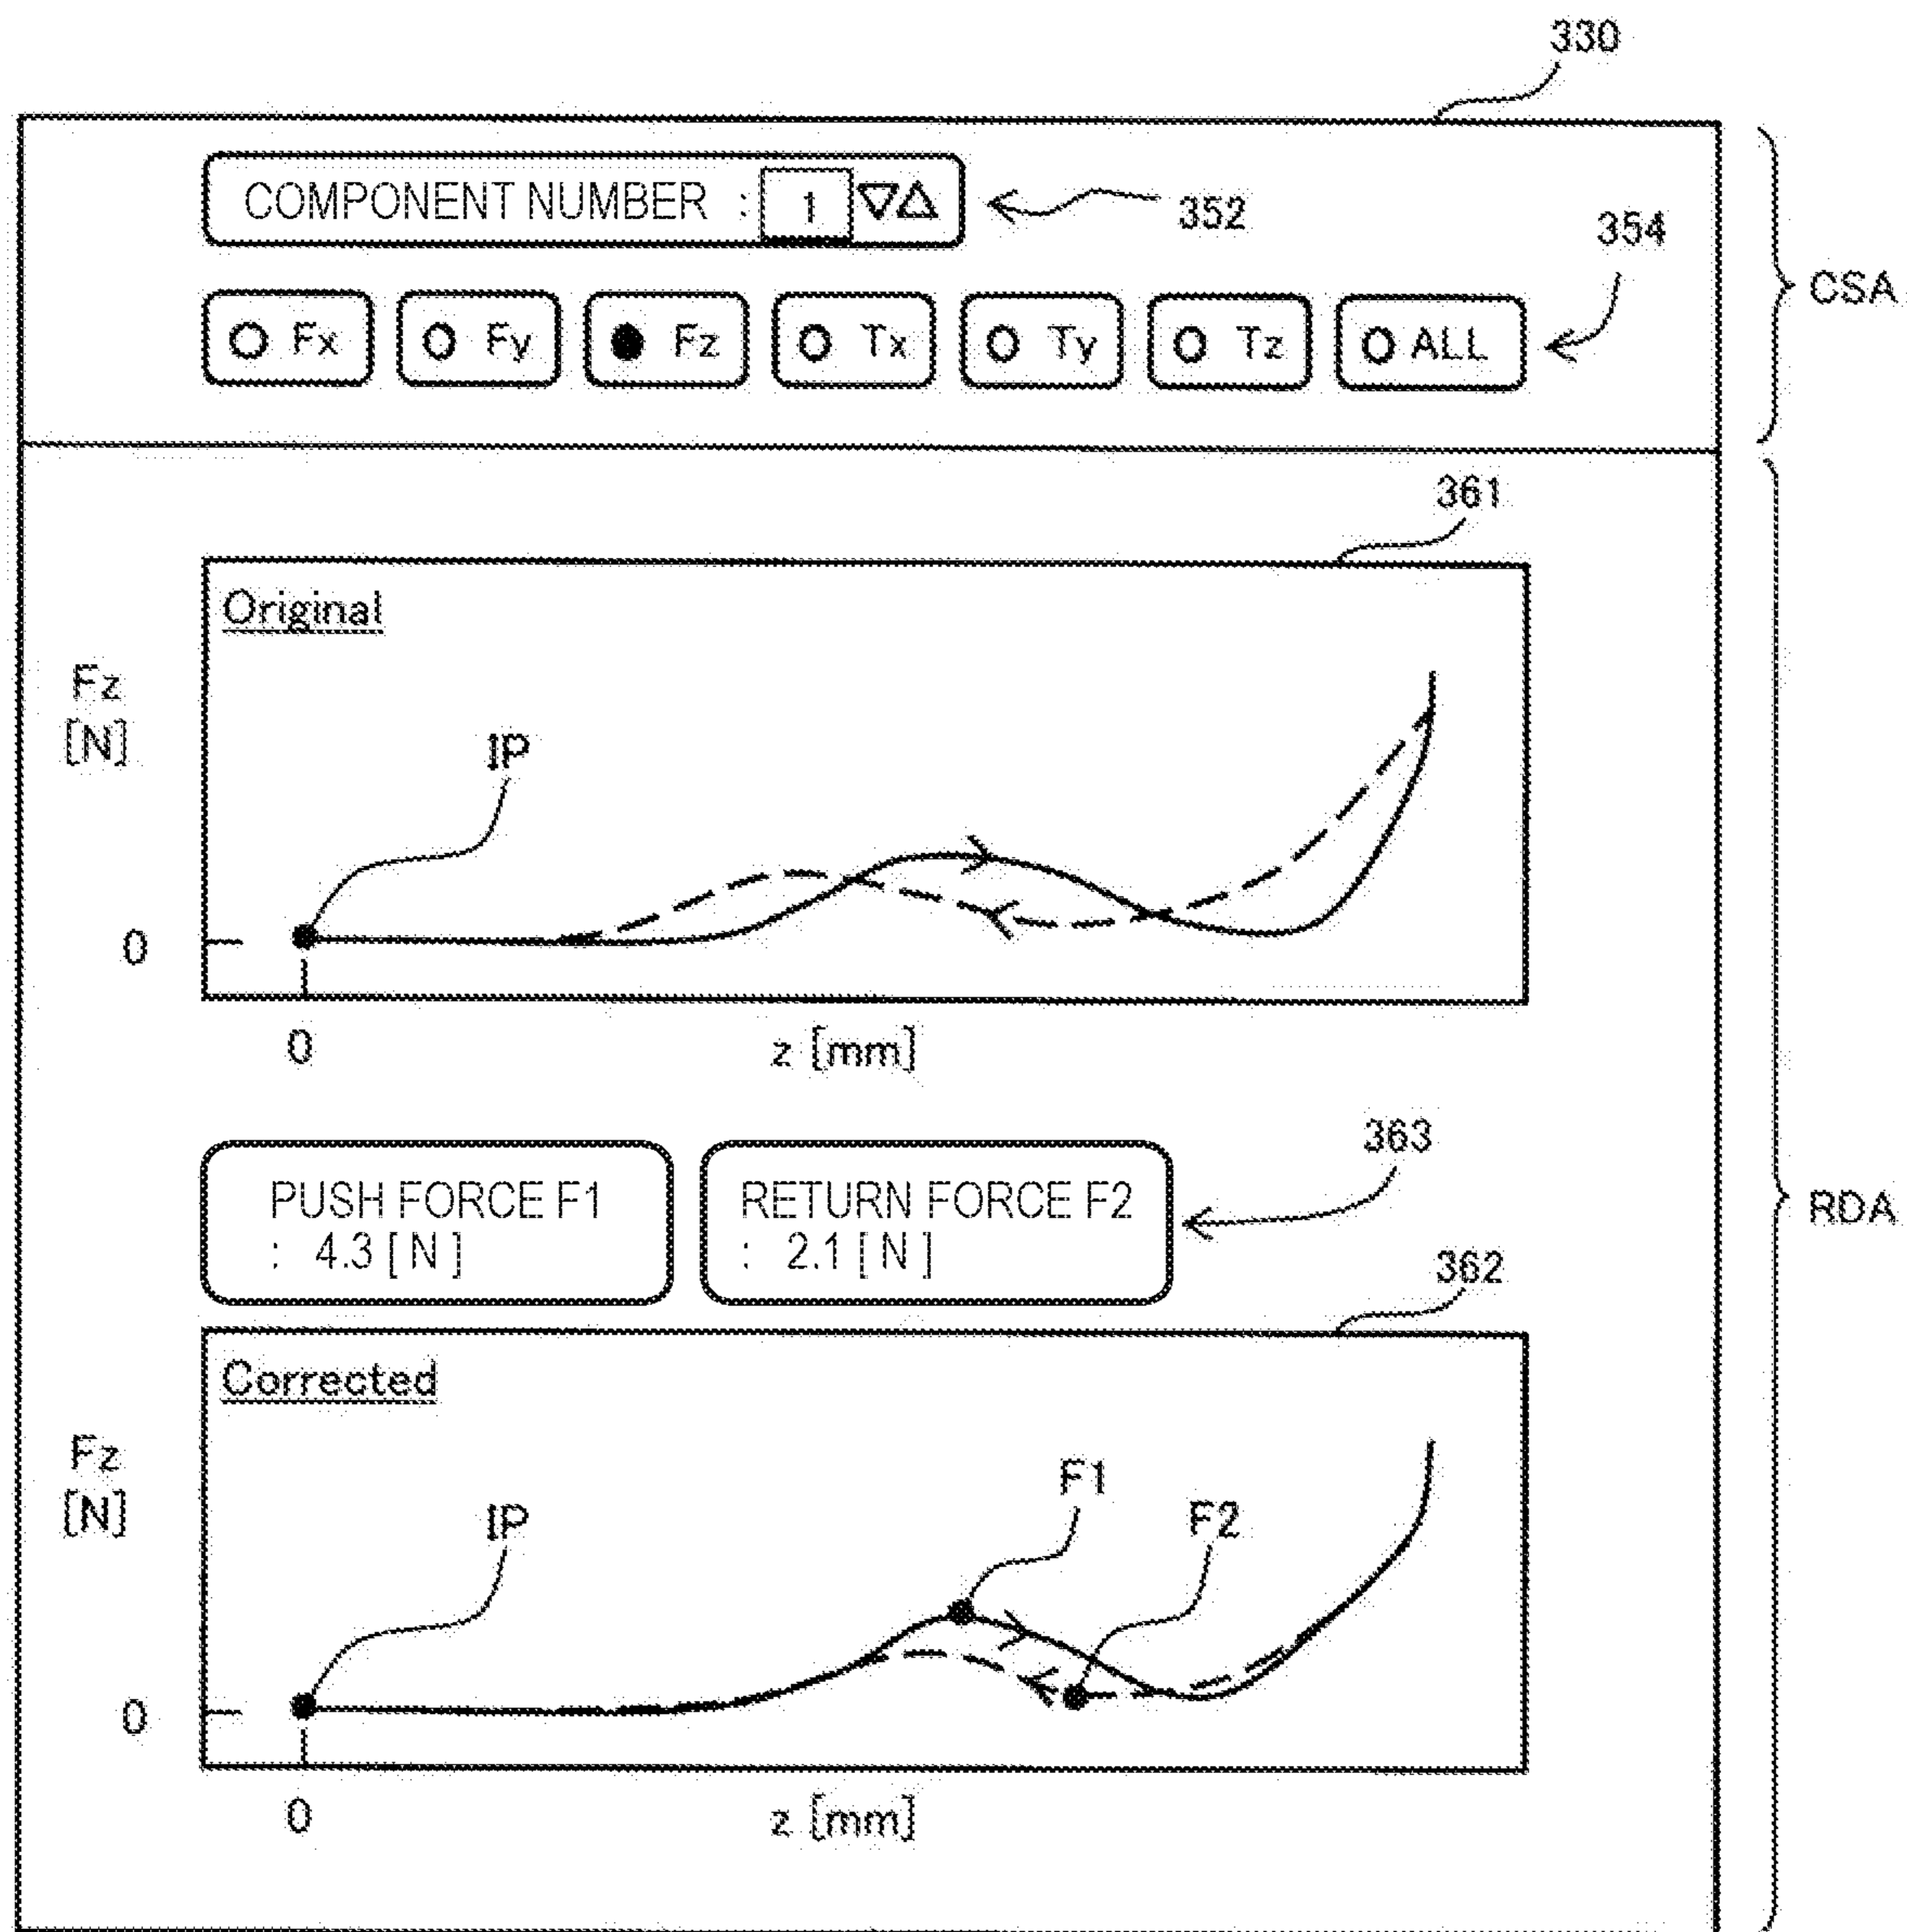 330
COMPONENT NUMBER : 1 ▽△
352
354
Fx Fy Fz Tx Ty Tz ALL
CSA
361
Original
Fz
[N]
IP
0
0
z [mm]
363
PUSH FORCE F1
: 4.3 [ N ]
RETURN FORCE F2
: 2.1 [ N ]
RDA
362
Corrected
Fz
[N]
IP
F1
F2
0
0
z [mm]